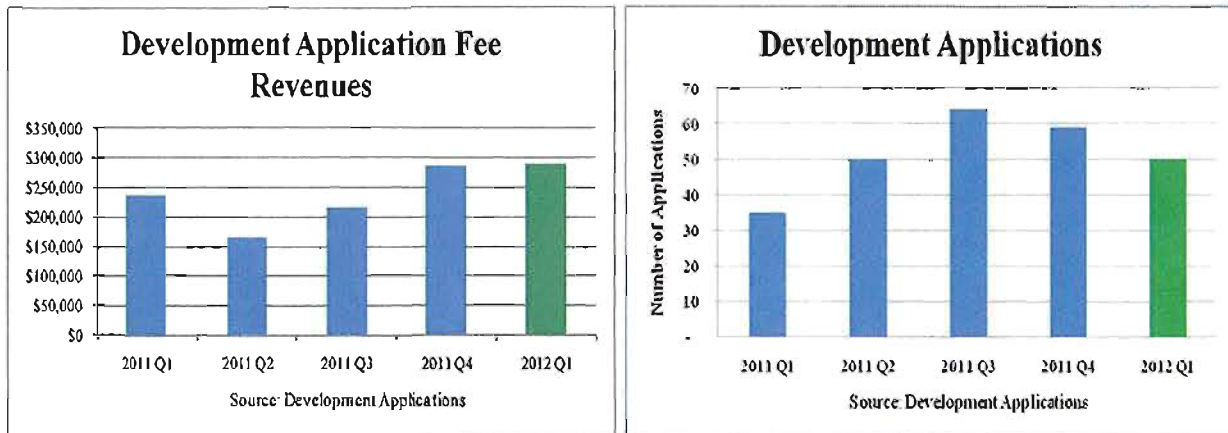 Development Application Fee
Revenues
$350,000
$300,000
$250,000
$200,000
$150,000
$100,000
$50,000
$0
2011 Q1
2011 Q2
2011 Q3
2011 Q4
2012 Q1
Source: Development Applications
Development Applications
Number of Applications
70
60
50
40
30
20
10
-
2011 Q1
2011 Q2
2011 Q3
2011 Q4
2012 Q1
Source: Development Applications